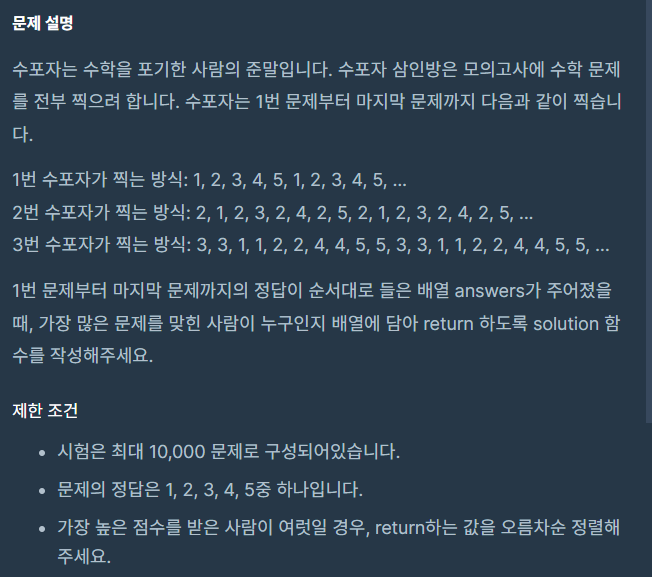 문제 설명
수포자는 수학을 포기한 사람의 준말입니다. 수포자 삼인방은 모의고사에 수학 문제
를 전부 찍으려 합니다. 수포자는 1번 문제부터 마지막 문제까지 다음과 같이 찍습니
다.
1번 수포자가 찍는 방식: 1, 2, 3, 4, 5, 1, 2, 3, 4, 5, ...
2번 수포자가 찍는 방식: 2, 1, 2, 3, 2, 4, 2, 5, 2, 1, 2, 3, 2, 4, 2, 5, ...
3번 수포자가 찍는 방식: 3, 3, 1, 1, 2, 2, 4, 4, 5, 5, 3, 3, 1, 1, 2, 2, 4, 4, 5, 5, ...
1번 문제부터 마지막 문제까지의 정답이 순서대로 들은 배열 answers가 주어졌을
때, 가장 많은 문제를 맞힌 사람이 누구인지 배열에 담아 return 하도록 solution 함
수를 작성해주세요.
제한 조건
• 시험은 최대 10,000 문제로 구성되어있습니다.
• 문제의 정답은 1, 2, 3, 4, 5중 하나입니다.
• 가장 높은 점수를 받은 사람이 여럿일 경우, return하는 값을 오름차순 정렬해
주세요.